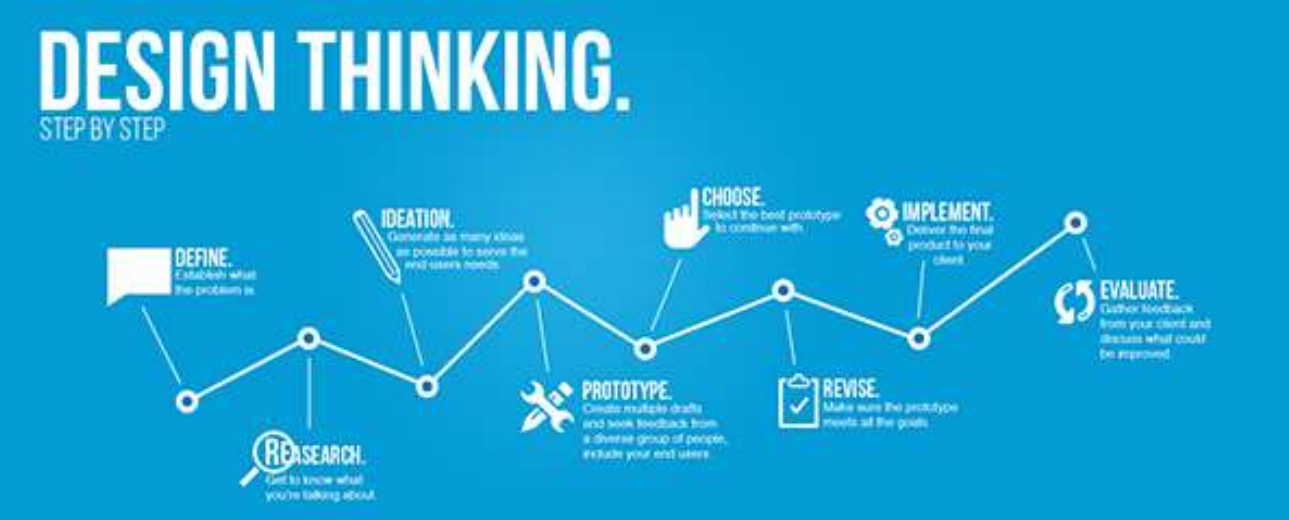 DESIGN THINKING.
STEP BY STEP
DEFINE.
Establish what
the problem is
REASEARCH.
Get to know what
you're talking about.
IDEATION.
Generate as many ideas
as possible to serve the
end users needs.
PROTOTYPE.
Create multiple drafts
and seek feedback from
a diverse group of people,
include your end users
CHOOSE.
Select the best prototype
to continue with.
REVISE.
Make sure the prototype
meets all the goals
IMPLEMENT.
Deliver the final
product to your
client
EVALUATE.
Gather feedback
from your client and
discuss what could
be improved